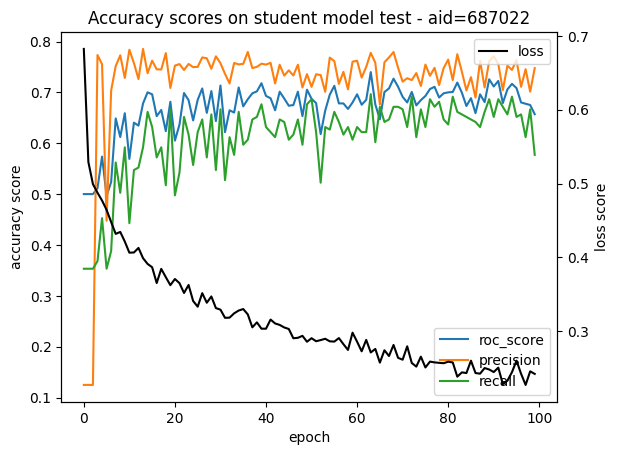 Accuracy scores on student model test - aid=687022
0.8
0.7
0.6
0.5
0.4
0.3
0.2
0.1
accuracy score
0
20
40
60
80
100
epoch
0.7
0.6
0.5
0.4
0.3
loss score
loss
roc_score
precision
recall